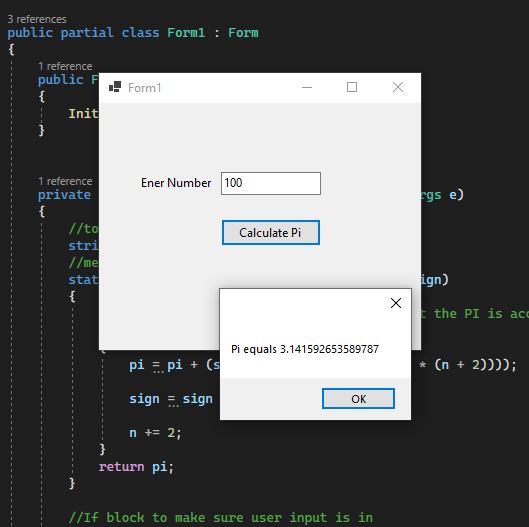 3 references
public partial class Form1 : Form
{
1 reference
public F
Form1
{
Init
}
Ener Number 100
1 reference
private rgs e)
{
//to
Calculate Pi
stri
//me
stat ign)
{
t the PI is acc
Pi equals 3.141592653589787
{
pi = pi + (s * (n + 2))));
OK
sign = sign
n += 2;
}
return pi;
}
//If block to make sure user input is in